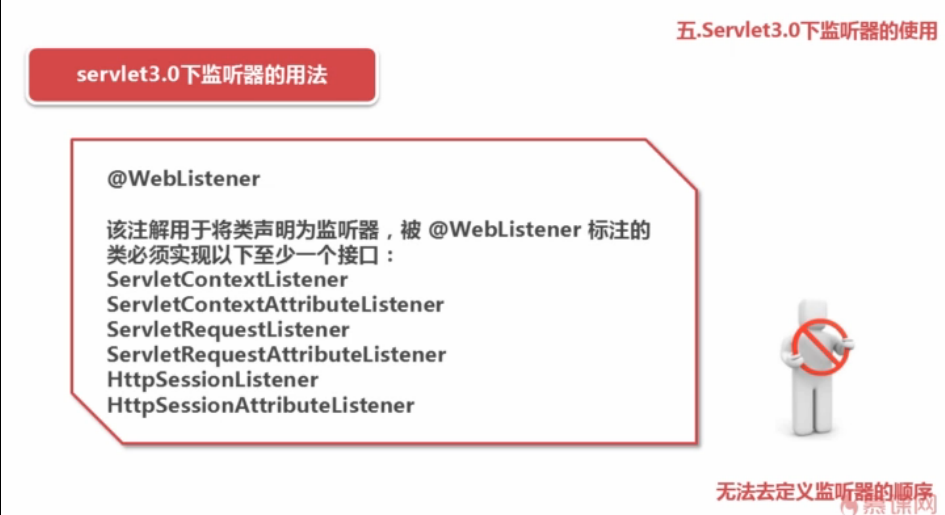 五.Servlet3.0下监听器的使用
servlet3.0下监听器的用法
@WebListener
该注解用于将类声明为监听器，被 @WebListener 标注的
类必须实现以下至少一个接口：
ServletContextListener
ServletContextAttributeListener
ServletRequestListener
ServletRequestAttributeListener
HttpSessionListener
HttpSessionAttributeListener
无法去定义监听器的顺序
慕课网